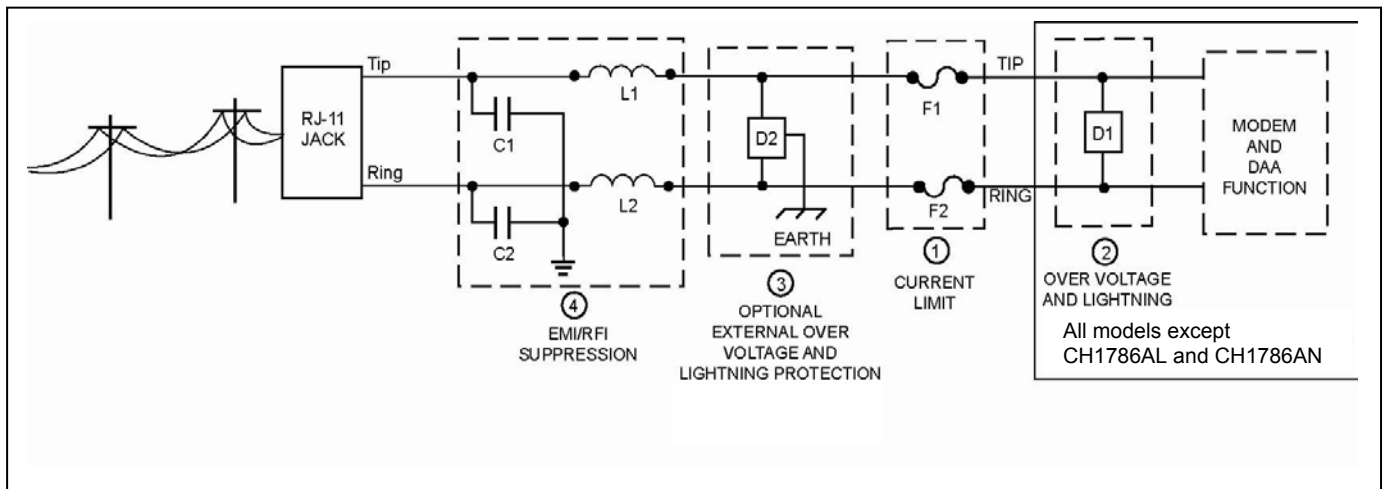 Tip
RJ-11
JACK
Ring
L1
C1
L2
C2
④
EMI/RFI
SUPPRESSION
D2
EARTH
③
OPTIONAL
EXTERNAL OVER
VOLTAGE AND
LIGHTNING PROTECTION
F1
F2
①
CURRENT
LIMIT
TIP
RING
D1
②
OVER VOLTAGE
AND LIGHTNING
MODEM
AND
DAA
FUNCTION
All models except
CH1786AL and CH1786AN